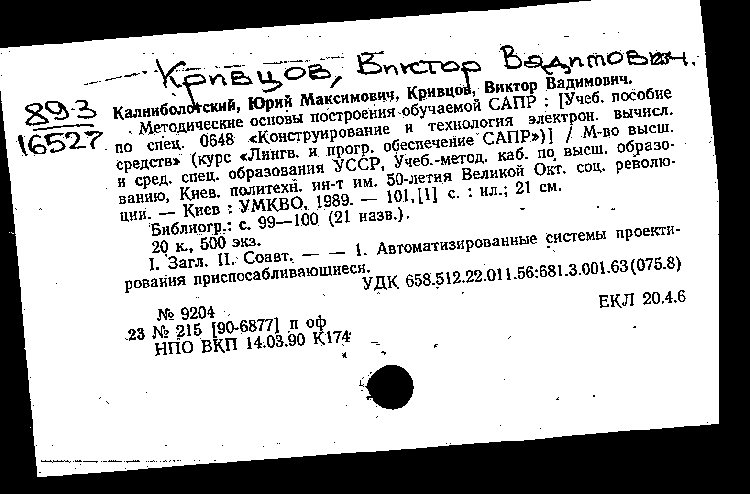 Кривцов, Виктор Вадимович.
89-3
16527
Калниболотский, Юрий Максимович, Кривцов, Виктор Вадимович.
Методические основы построения обучаемой САПР : [Учеб. пособие
по спец. 0648 «Конструирование и технология электрон. вычисл.
средств» (курс «Лингв. и прогр. обеспечение САПР»)] / М-во высш.
и сред. спец. образования УССР, Учеб.-метод. каб. по высш. образо-
ванию, Киев. политехн. ин-т им. 50-летия Великой Окт. соц. револю-
ции. — Киев : УМКВО, 1989. — 101,[1] с. : ил.; 21 см.
Библиогр.: с. 99—100 (21 назв.).
20 к., 500 экз.
I. Загл. II. Соавт. — — 1. Автоматизированные системы проекти-
рования приспосабливающиеся.
УДК 658.512.22.011.56:681.3.001.63(075.8)
№ 9204
ЕКЛ 20.4.6
23 № 215 [90-6877] п оф
НПО ВКП 14.03.90 К174